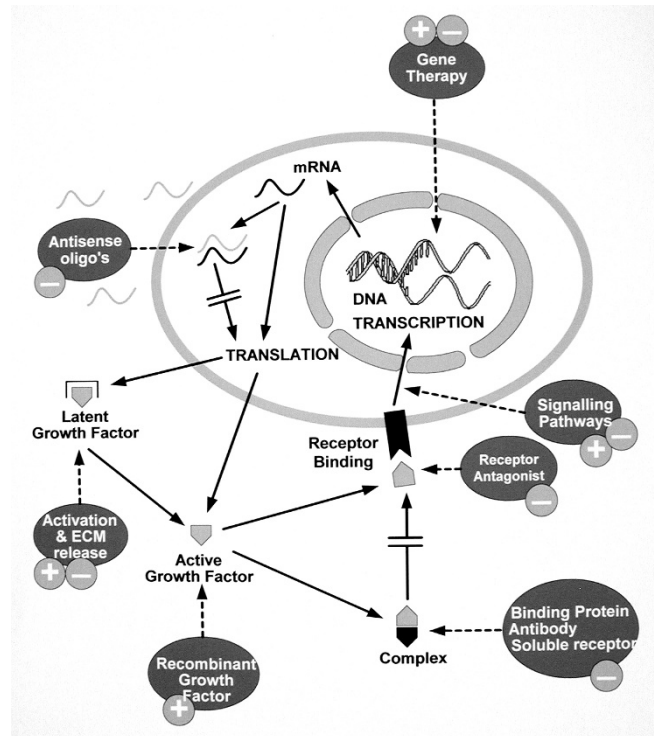 + −
Gene
Therapy
mRNA
Antisense
oligo's
−
DNA
TRANSCRIPTION
TRANSLATION
Latent
Growth Factor
Signalling
Pathways
+ −
Receptor
Binding
Receptor
Antagonist
−
Activation
& ECM
release
+ −
Active
Growth Factor
Binding Protein
Antibody
Soluble receptor
−
Complex
Recombinant
Growth
Factor
+